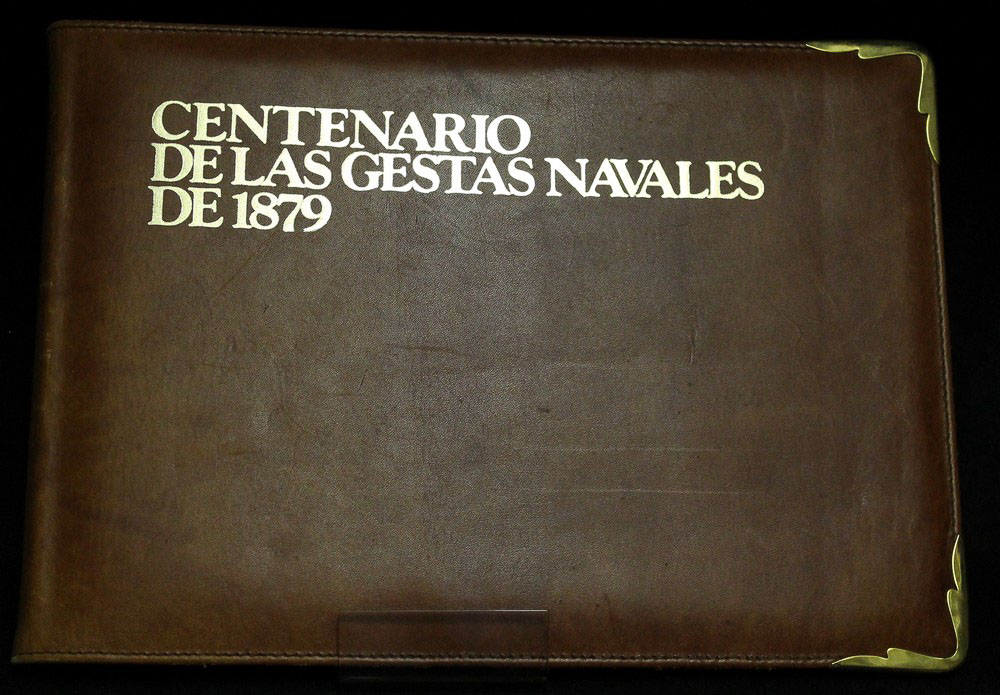 CENTENARIO
DE LAS GESTAS NAVALES
DE 1879